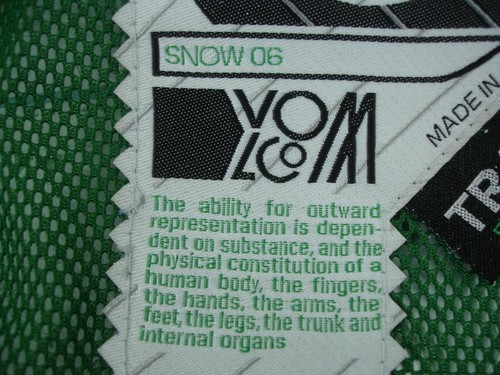 SNOW 06
VOLCOM
MADE IN
The ability for outward
representation is depen-
dent on substance, and the
physical constitution of a
human body, the fingers,
the hands, the arms, the
feet, the legs, the trunk and
internal organs